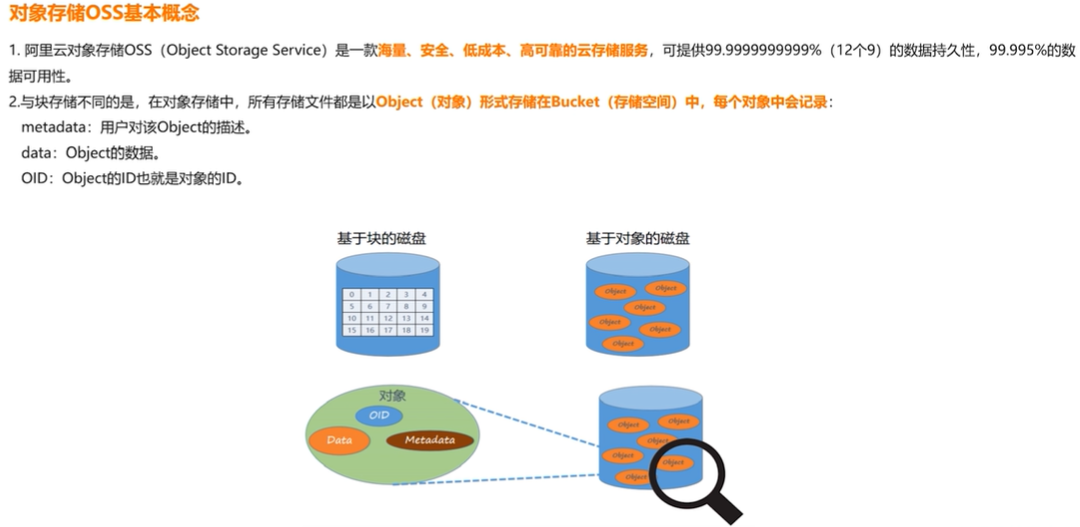 对象存储OSS基本概念
1. 阿里云对象存储OSS（Object Storage Service）是一款海量、安全、低成本、高可靠的云存储服务，可提供99.9999999999%（12个9）的数据持久性，99.995%的数
据可用性。
2.与块存储不同的是，在对象存储中，所有存储文件都是以Object（对象）形式存储在Bucket（存储空间）中，每个对象中会记录：
metadata：用户对该Object的描述。
data：Object的数据。
OID：Object的ID也就是对象的ID。
基于块的磁盘
0 1 2 3 4
5 6 7 8 9
10 11 12 13 14
15 16 17 18 19
基于对象的磁盘
Object Object
Object
Object Object
Object
对象
OID
Data Metadata
Object Object
Object
Object Object
Object